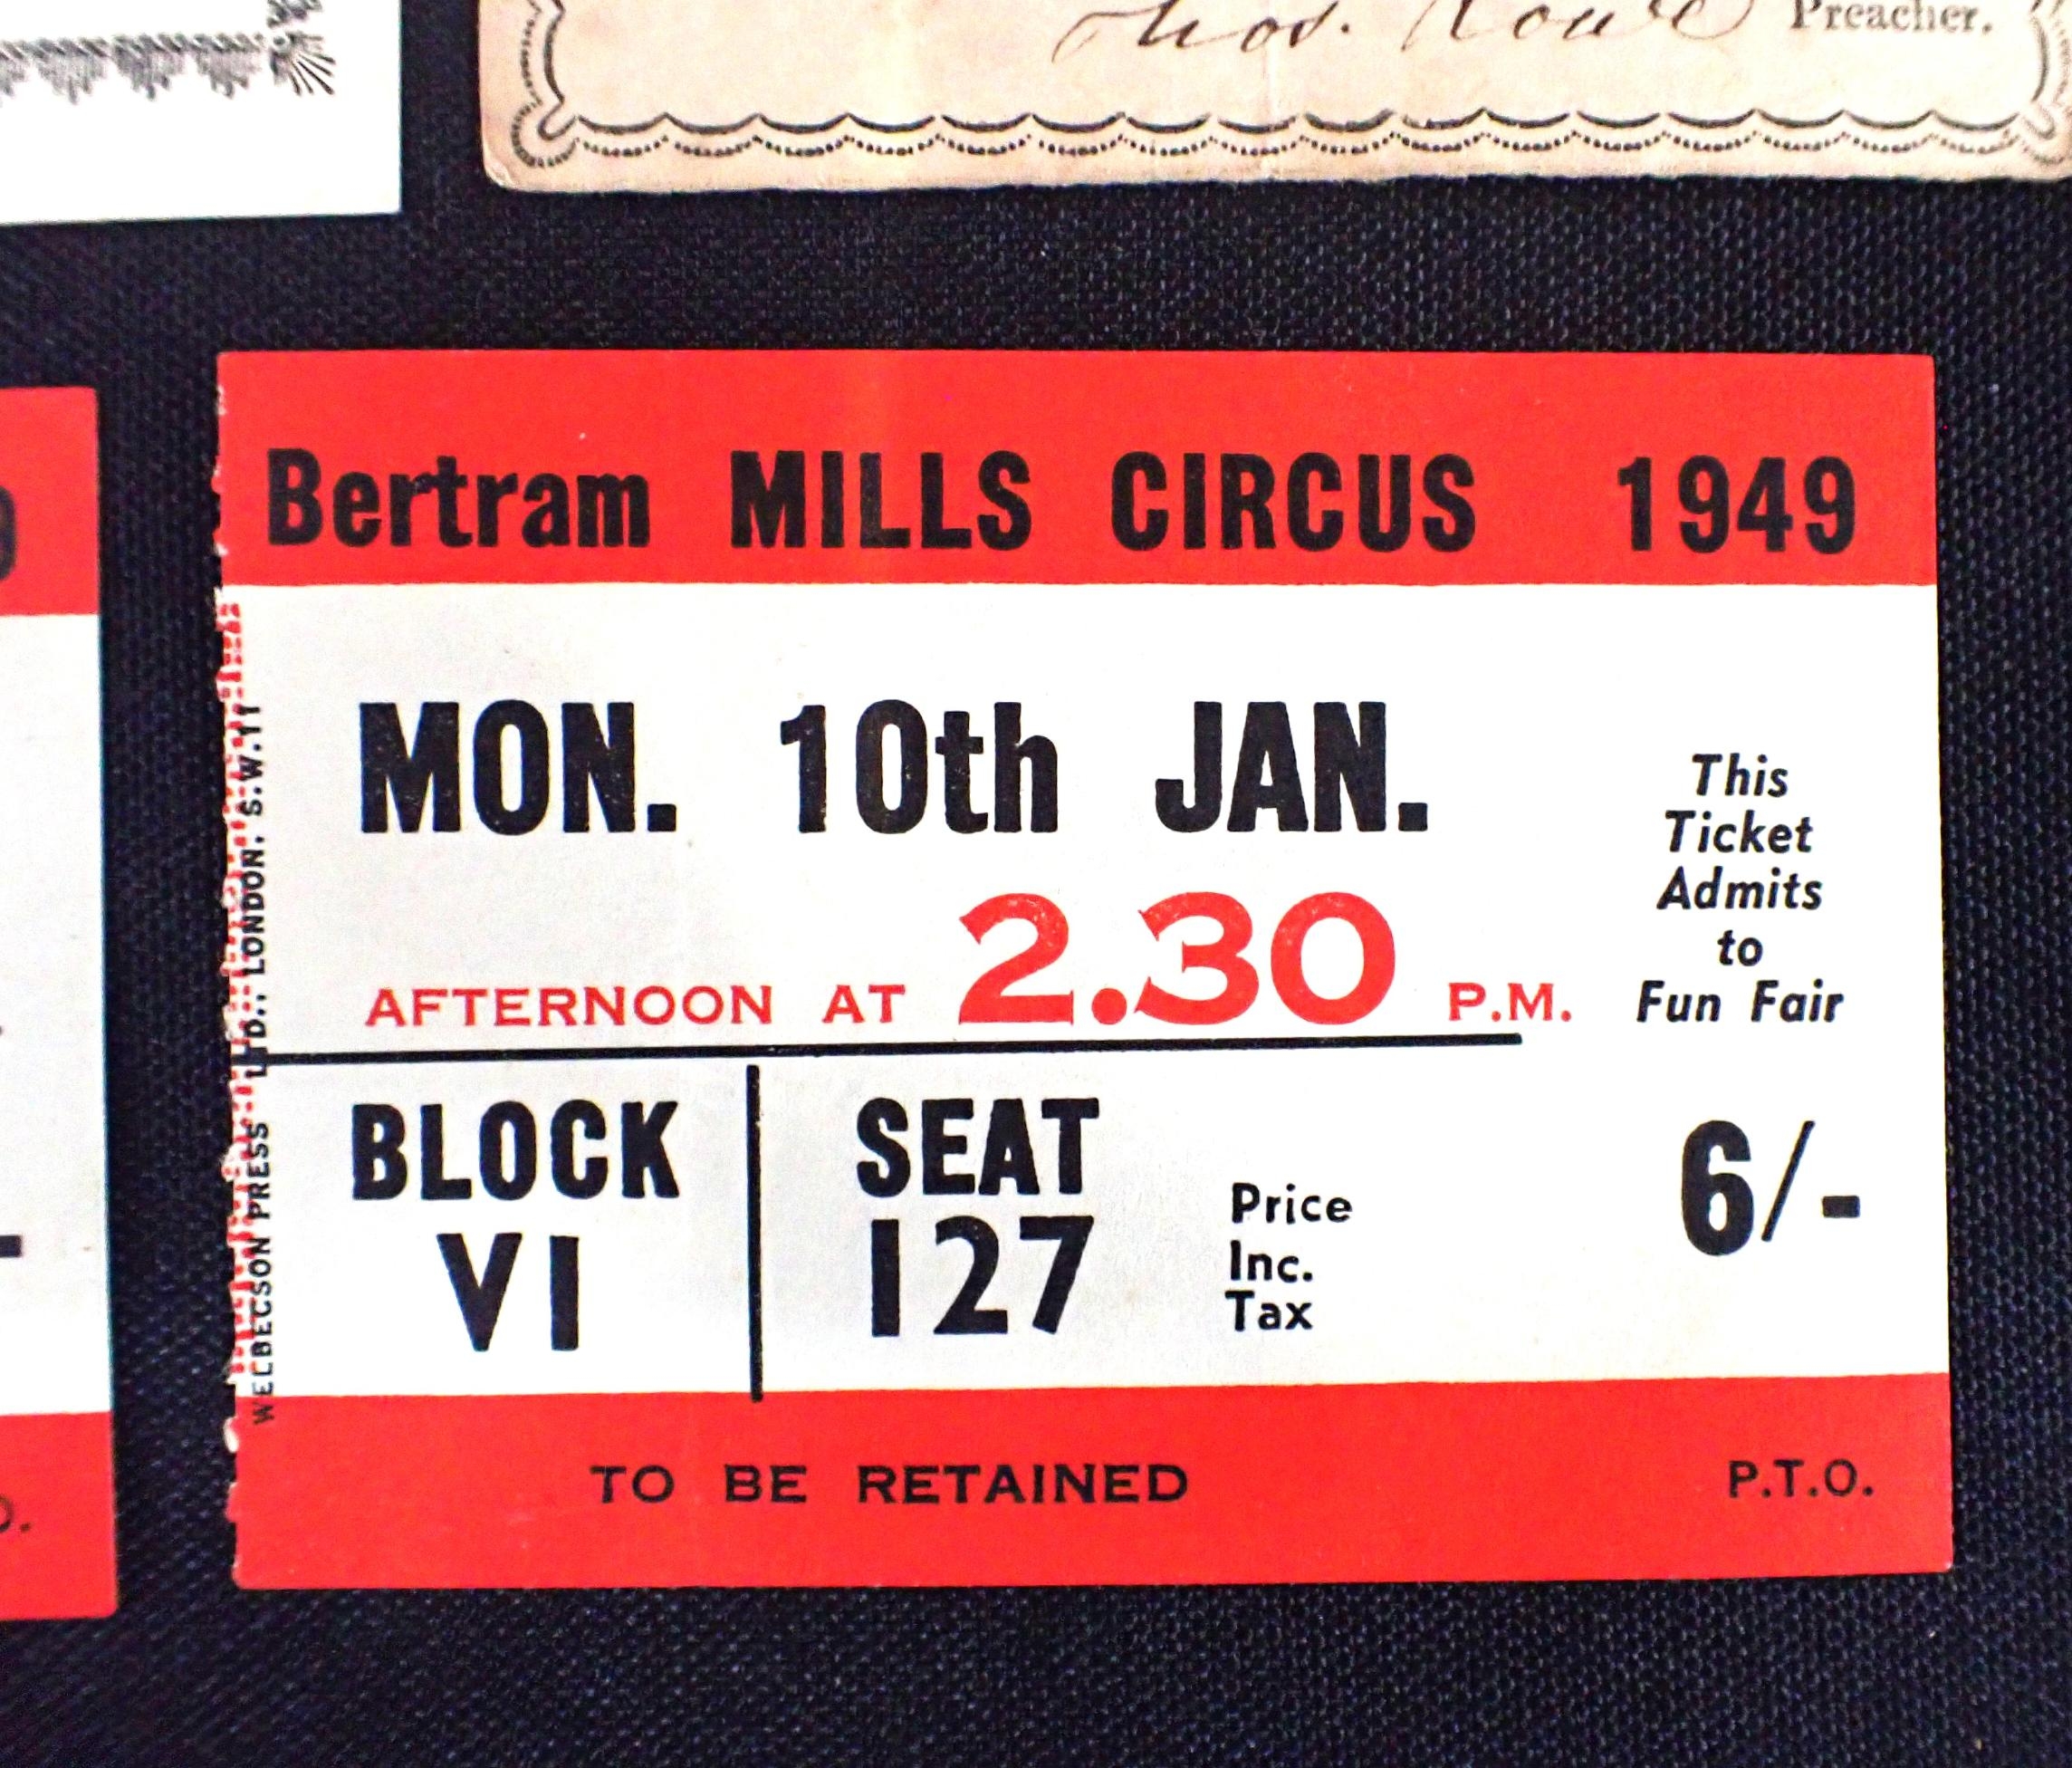 Preacher.
Bertram MILLS CIRCUS 1949
MON. 10th JAN.
AFTERNOON AT 2.30 P.M.
This
Ticket
Admits
to
Fun Fair
BLOCK
VI
SEAT
127
Price
Inc.
Tax
6/-
TO BE RETAINED
P.T.O.
WELBECSON PRESS LTD., LONDON. S.W.11